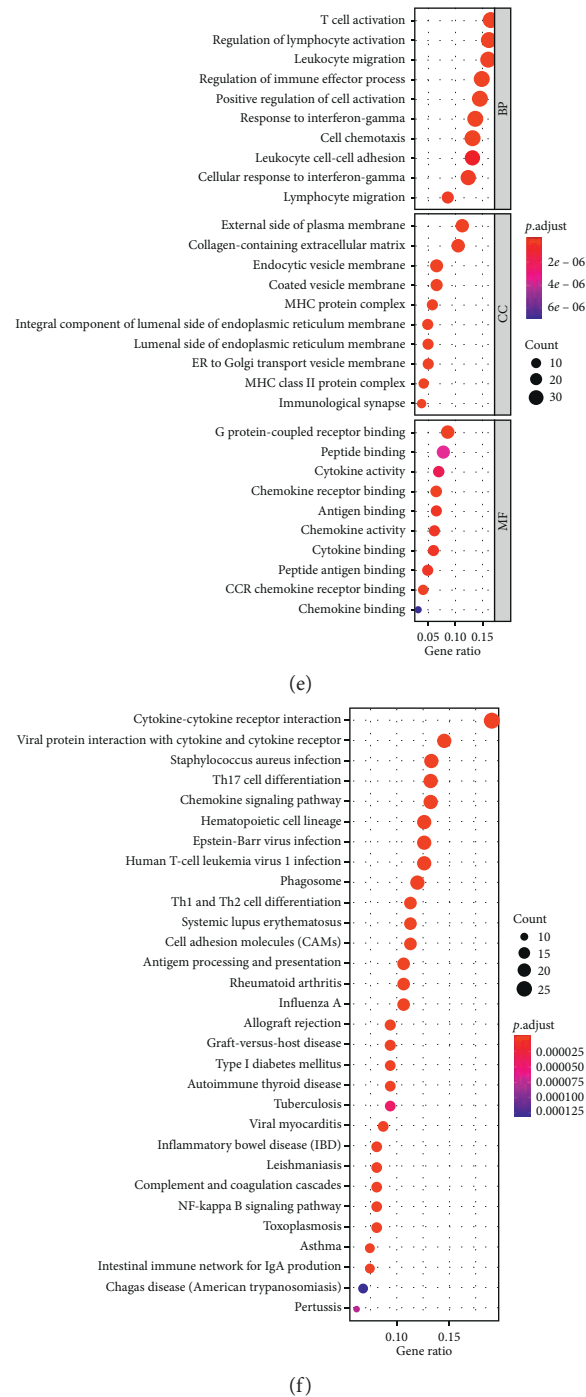 T cell activation
Regulation of lymphocyte activation
Leukocyte migration
Regulation of immune effector process
Positive regulation of cell activation
Response to interferon-gamma
Cell chemotaxis
Leukocyte cell-cell adhesion
Cellular response to interferon-gamma
Lymphocyte migration
BP
External side of plasma membrane
Collagen-containing extracellular matrix
Endocytic vesicle membrane
Coated vesicle membrane
MHC protein complex
Integral component of lumenal side of endoplasmic reticulum membrane
Lumenal side of endoplasmic reticulum membrane
ER to Golgi transport vesicle membrane
MHC class II protein complex
Immunological synapse
CC
G protein-coupled receptor binding
Peptide binding
Cytokine activity
Chemokine receptor binding
Antigen binding
Chemokine activity
Cytokine binding
Peptide antigen binding
CCR chemokine receptor binding
Chemokine binding
MF
0.05 0.10 0.15
Gene ratio
p.adjust
2e – 06
4e – 06
6e – 06
Count
10
20
30
(e)
Cytokine-cytokine receptor interaction
Viral protein interaction with cytokine and cytokine receptor
Staphylococcus aureus infection
Th17 cell differentiation
Chemokine signaling pathway
Hematopoietic cell lineage
Epstein-Barr virus infection
Human T-cell leukemia virus 1 infection
Phagosome
Th1 and Th2 cell differentiation
Systemic lupus erythematosus
Cell adhesion molecules (CAMs)
Antigem processing and presentation
Rheumatoid arthritis
Influenza A
Allograft rejection
Graft-versus-host disease
Type I diabetes mellitus
Autoimmune thyroid disease
Tuberculosis
Viral myocarditis
Inflammatory bowel disease (IBD)
Leishmaniasis
Complement and coagulation cascades
NF-kappa B signaling pathway
Toxoplasmosis
Asthma
Intestinal immune network for IgA prodution
Chagas disease (American trypanosomiasis)
Pertussis
0.10 0.15
Gene ratio
Count
10
15
20
25
p.adjust
0.000025
0.000050
0.000075
0.000100
0.000125
(f)